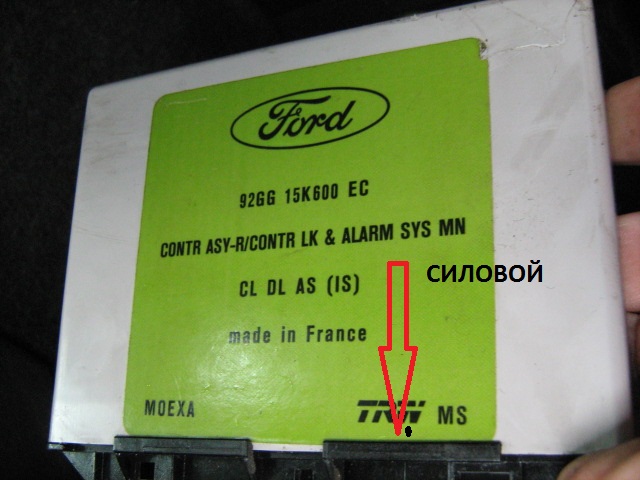 Ford
92GG 15K600 EC
CONTR ASY-R/CONTR LK & ALARM SYS MN
СИЛОВОЙ
CL DL AS (IS)
made in France
MOEXA TRW MS